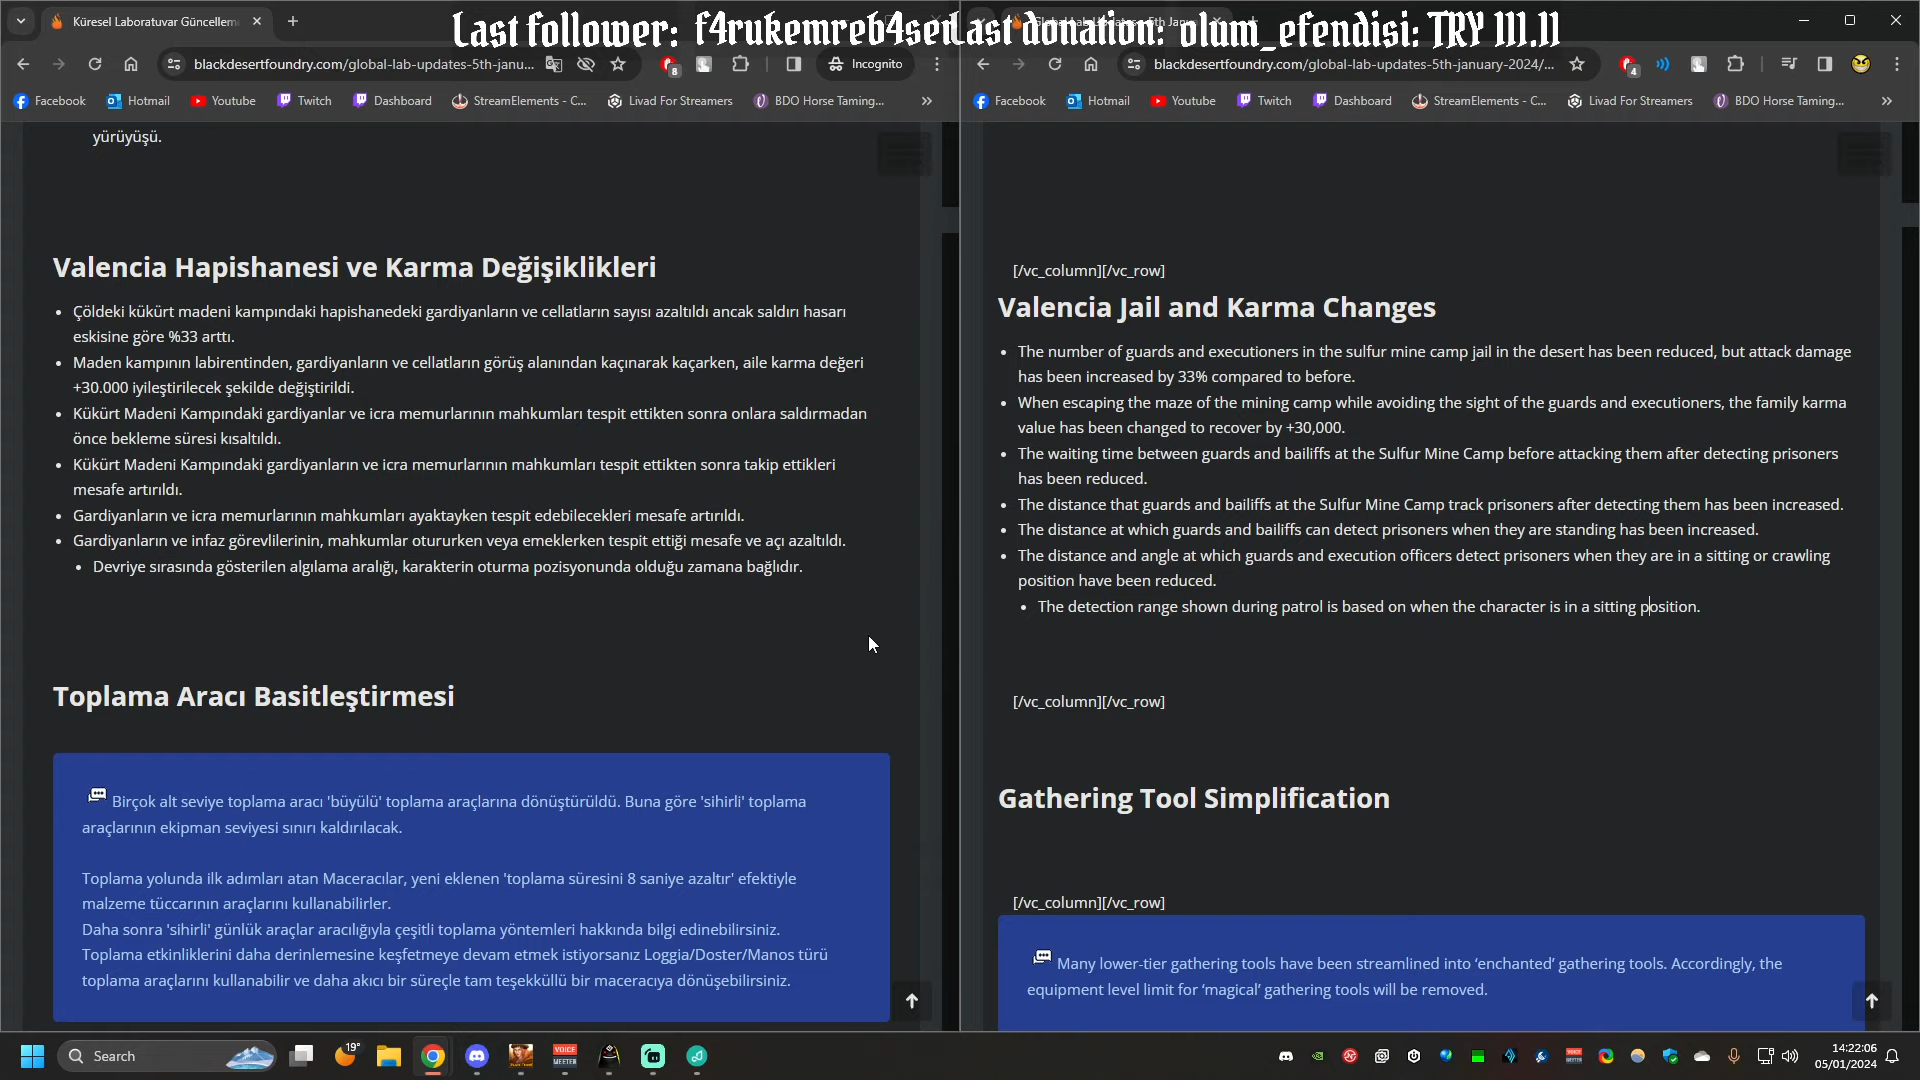 Last follower: f4rukemreb4ser
Last donation: olum_efendisi: TRY 111.11
Küresel Laboratuvar Güncellem
blackdesertfoundry.com/global-lab-updates-5th-janu...
8
Incognito
Facebook
Hotmail
Youtube
Twitch
Dashboard
StreamElements - C...
Livad For Streamers
BDO Horse Taming...
yürüyüşü.
Valencia Hapishanesi ve Karma Değişiklikleri
• Çöldeki kükürt madeni kampındaki hapishanedeki gardiyanların ve cellatların sayısı azaltıldı ancak saldırı hasarı
eskisine göre %33 arttı.
• Maden kampının labirentinden, gardiyanların ve cellatların görüş alanından kaçınarak kaçarken, aile karma değeri
+30.000 iyileştirilecek şekilde değiştirildi.
• Kükürt Madeni Kampındaki gardiyanlar ve icra memurlarının mahkumları tespit ettikten sonra onlara saldırmadan
önce bekleme süresi kısaltıldı.
• Kükürt Madeni Kampındaki gardiyanların ve icra memurlarının mahkumları tespit ettikten sonra takip ettikleri
mesafe artırıldı.
• Gardiyanların ve icra memurlarının mahkumları ayaktayken tespit edebilecekleri mesafe artırıldı.
• Gardiyanların ve infaz görevlilerinin, mahkumlar otururken veya emeklerken tespit ettiği mesafe ve açı azaltıldı.
• Devriye sırasında gösterilen algılama aralığı, karakterin oturma pozisyonunda olduğu zamana bağlıdır.
Toplama Aracı Basitleştirmesi
Birçok alt seviye toplama aracı 'büyülü' toplama araçlarına dönüştürüldü. Buna göre 'sihirli' toplama
araçlarının ekipman seviyesi sınırı kaldırılacak.
Toplama yolunda ilk adımları atan Maceracılar, yeni eklenen 'toplama süresini 8 saniye azaltır' efektiyle
malzeme tüccarının araçlarını kullanabilirler.
Daha sonra 'sihirli' günlük araçlar aracılığıyla çeşitli toplama yöntemleri hakkında bilgi edinebilirsiniz.
Toplama etkinliklerini daha derinlemesine keşfetmeye devam etmek istiyorsanız Loggia/Doster/Manos türü
toplama araçlarını kullanabilir ve daha akıcı bir süreçle tam teşekküllü bir maceracıya dönüşebilirsiniz.
blackdesertfoundry.com/global-lab-updates-5th-january-2024/...
4
Facebook
Hotmail
Youtube
Twitch
Dashboard
StreamElements - C...
Livad For Streamers
BDO Horse Taming...
[/vc_column][/vc_row]
Valencia Jail and Karma Changes
• The number of guards and executioners in the sulfur mine camp jail in the desert has been reduced, but attack damage
has been increased by 33% compared to before.
• When escaping the maze of the mining camp while avoiding the sight of the guards and executioners, the family karma
value has been changed to recover by +30,000.
• The waiting time between guards and bailiffs at the Sulfur Mine Camp before attacking them after detecting prisoners
has been reduced.
• The distance that guards and bailiffs at the Sulfur Mine Camp track prisoners after detecting them has been increased.
• The distance at which guards and bailiffs can detect prisoners when they are standing has been increased.
• The distance and angle at which guards and execution officers detect prisoners when they are in a sitting or crawling
position have been reduced.
• The detection range shown during patrol is based on when the character is in a sitting position.
[/vc_column][/vc_row]
Gathering Tool Simplification
[/vc_column][/vc_row]
Many lower-tier gathering tools have been streamlined into ‘enchanted’ gathering tools. Accordingly, the
equipment level limit for ‘magical’ gathering tools will be removed.
Search
19°
VOICE
MEETER
14:22:06
05/01/2024